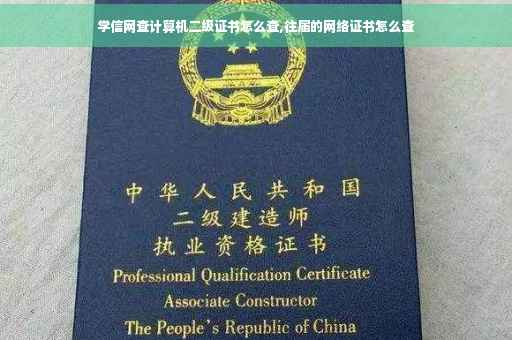 学信网查计算机二级证书怎么查,往届的网络证书怎么查
中华人民共和国
二级建造师
执业资格证书
Professional Qualification Certificate
Associate Constructor
The People's Republic of China